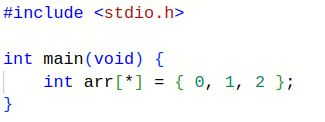 #include <stdio.h>

int main(void) {
    int arr[*] = { 0, 1, 2 };
}